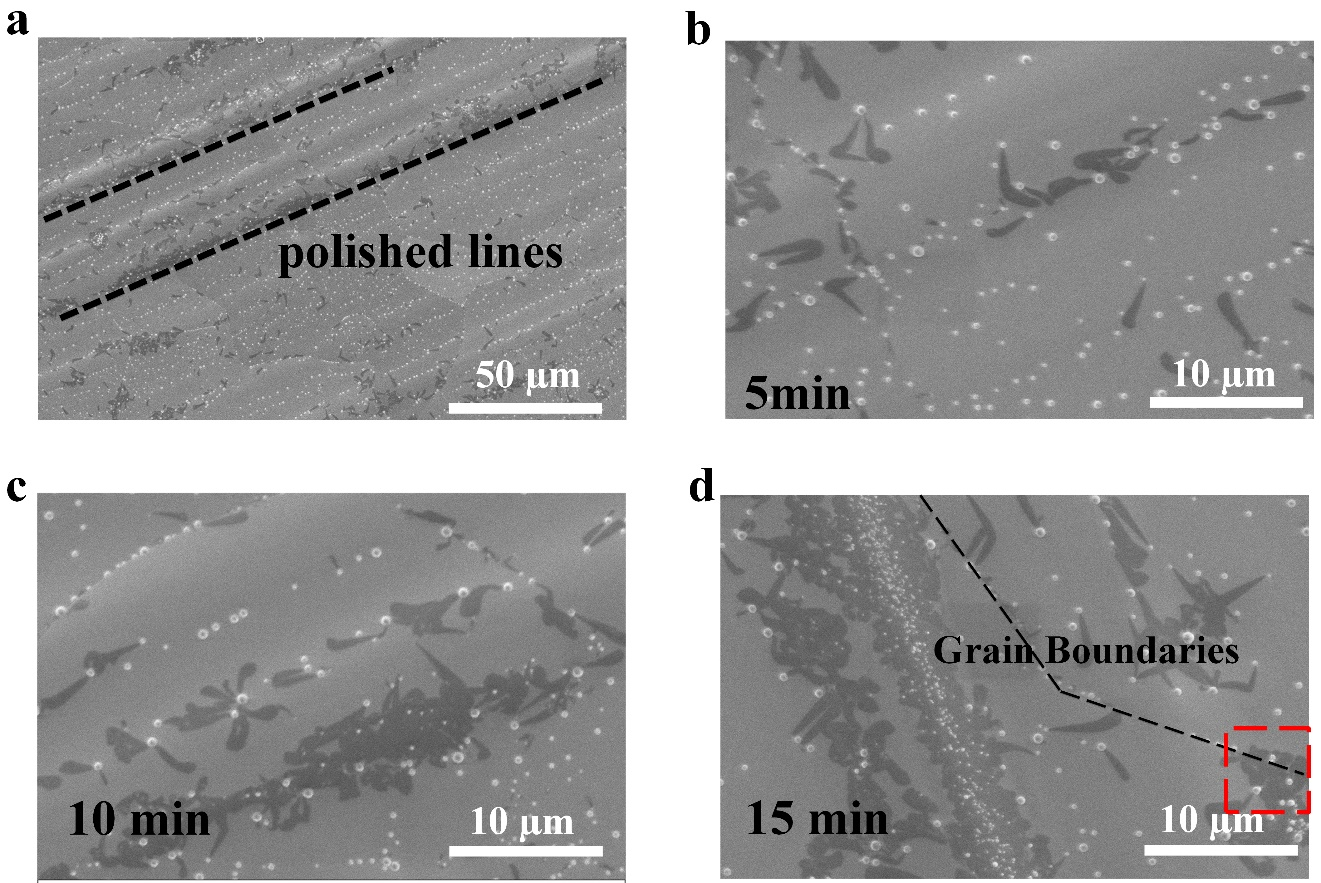 a
polished lines
50 μm
b
5min
10 μm
c
10 min
10 μm
d
Grain Boundaries
15 min
10 μm